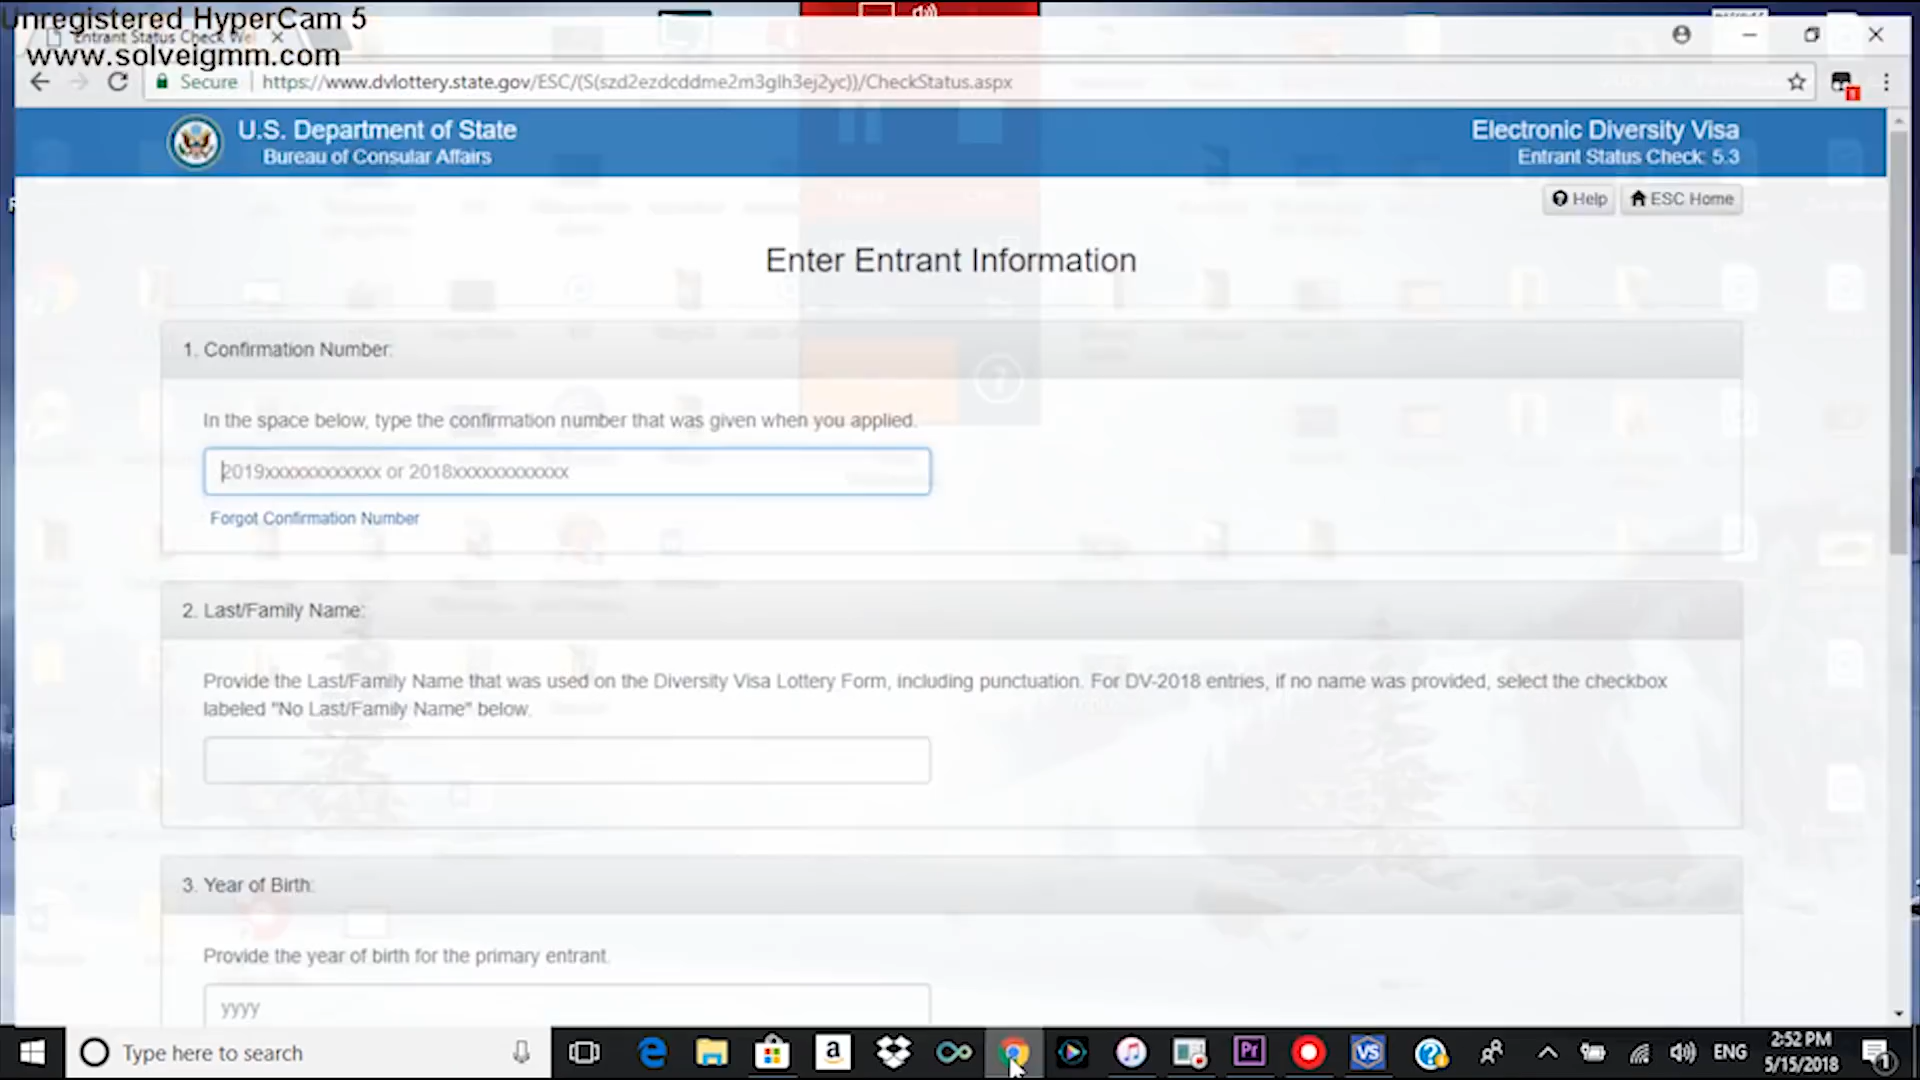 Unregistered HyperCam 5
Entrant Status Check We
www.solveigmm.com
Secure
https://www.dvlottery.state.gov/ESC/(S(szd2ezdcddme2m3glh3ej2yc))/CheckStatus.aspx
U.S. Department of State
Bureau of Consular Affairs
Electronic Diversity Visa
Entrant Status Check: 5.3
Help
ESC Home
Enter Entrant Information
1. Confirmation Number:
In the space below, type the confirmation number that was given when you applied.
2019xxxxxxxxxxxx or 2018xxxxxxxxxxxx
Forgot Confirmation Number
2. Last/Family Name:
Provide the Last/Family Name that was used on the Diversity Visa Lottery Form, including punctuation. For DV-2018 entries, if no name was provided, select the checkbox
labeled "No Last/Family Name" below.
3. Year of Birth:
Provide the year of birth for the primary entrant.
yyyy
Type here to search
a
Pr
VS
ENG
2:52 PM
5/15/2018
1